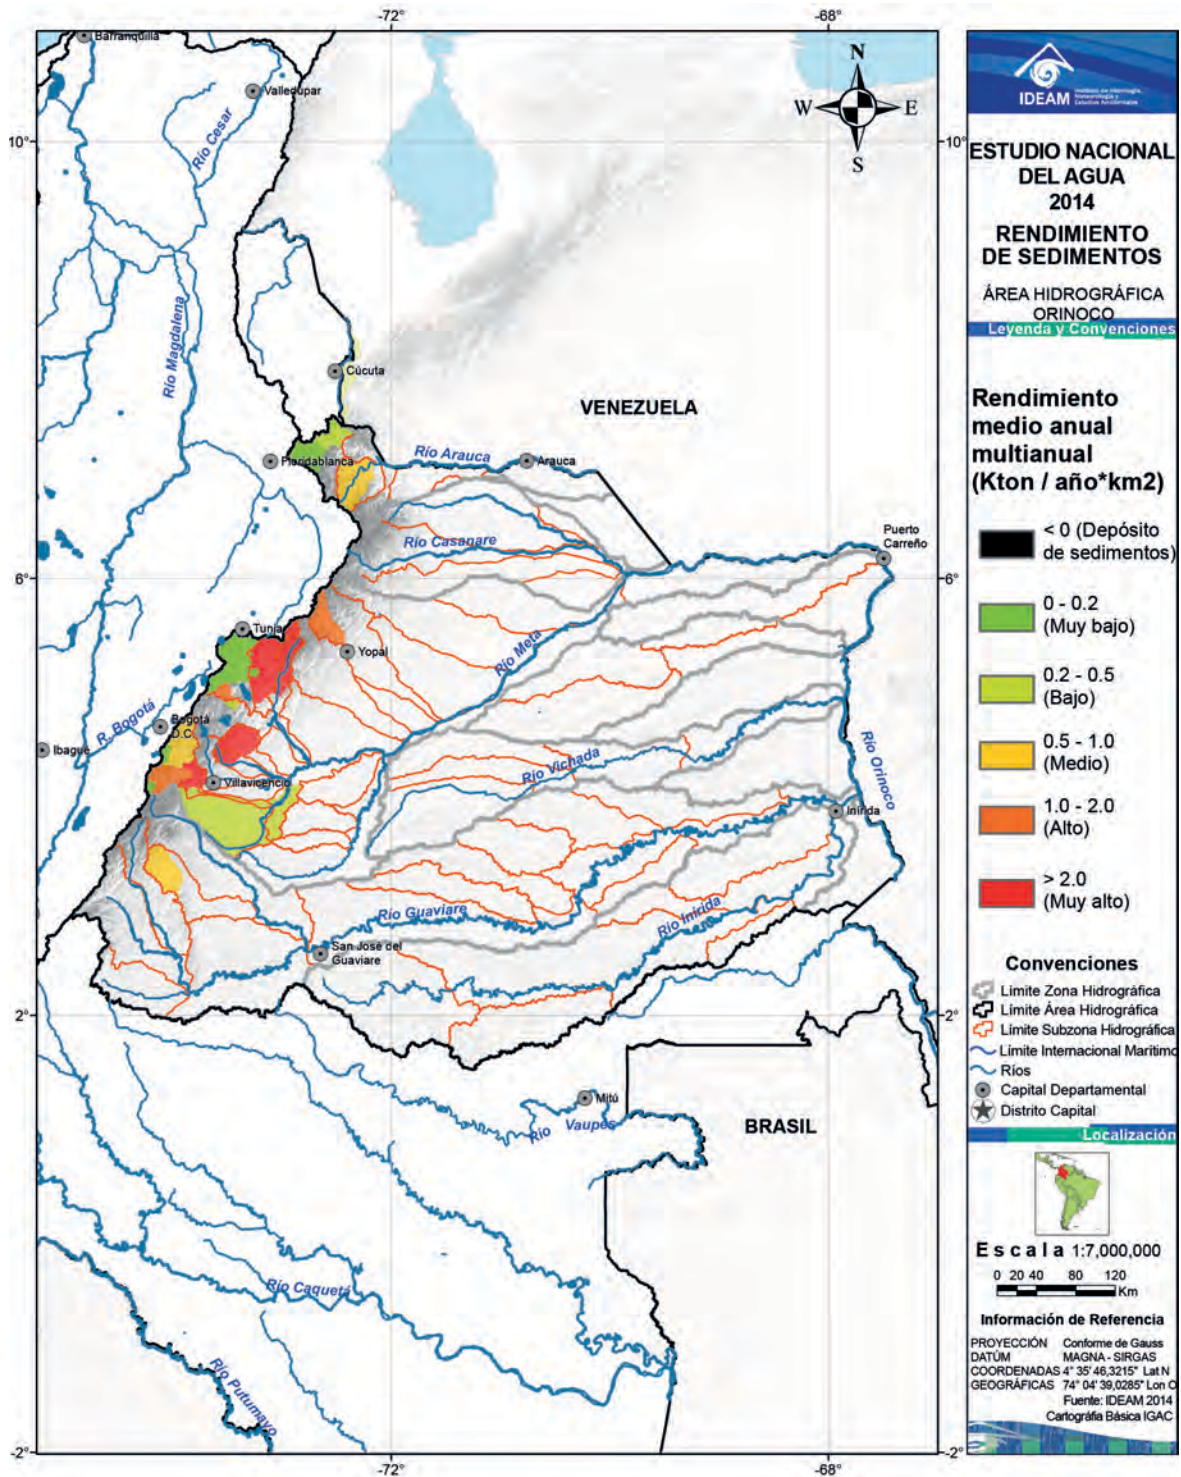 -72°
-68°
Barranquilla
Valledupar
Río Cesar
N
W
E
S
10°
-10°
Río Magdalena
Cúcuta
VENEZUELA
Floridablanca
Río Arauca
Arauca
Río Casanare
Puerto
Carreño
6°
-6°
Tunja
Yopal
Río Meta
R. Bogotá
Bogotá
D.C.
Ibagué
Villavicencio
Río Vichada
Río Orinoco
Inírida
Río Guaviare
Río Inírida
San José del
Guaviare
2°
-2°
Mitú
Río Vaupés
BRASIL
Río Caquetá
Río Putumayo
-2°
-2°
-72°
-68°
IDEAM
Instituto de Hidrología,
Meteorología y
Estudios Ambientales
ESTUDIO NACIONAL
DEL AGUA
2014
RENDIMIENTO
DE SEDIMENTOS
ÁREA HIDROGRÁFICA
ORINOCO
Leyenda y Convenciones
Rendimiento
medio anual
multianual
(Kton / año*km2)
< 0 (Depósito
de sedimentos)
0 - 0.2
(Muy bajo)
0.2 - 0.5
(Bajo)
0.5 - 1.0
(Medio)
1.0 - 2.0
(Alto)
> 2.0
(Muy alto)
Convenciones
Límite Zona Hidrográfica
Límite Área Hidrográfica
Límite Subzona Hidrográfica
Límite Internacional Marítimo
Ríos
Capital Departamental
Distrito Capital
Localización
Escala 1:7,000,000
0 20 40 80 120
Km
Información de Referencia
PROYECCIÓN Conforme de Gauss
DATÚM MAGNA - SIRGAS
COORDENADAS 4° 35' 46,3215" Lat N
GEOGRÁFICAS 74° 04' 39,0285" Lon O
Fuente: IDEAM 2014
Cartográfia Básica IGAC